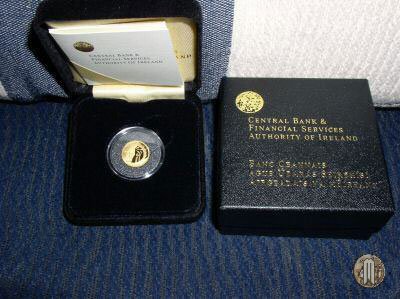 CENTRAL BANK &
FINANCIAL SERVICES
AUTHORITY OF IRELAND
CENTRAL BANK &
FINANCIAL SERVICES
AUTHORITY OF IRELAND
BANC CEANNAIS
AGUS ÚDARÁS SEIRBHÍSÍ
AIRGEADAIS NA HÉIREANN